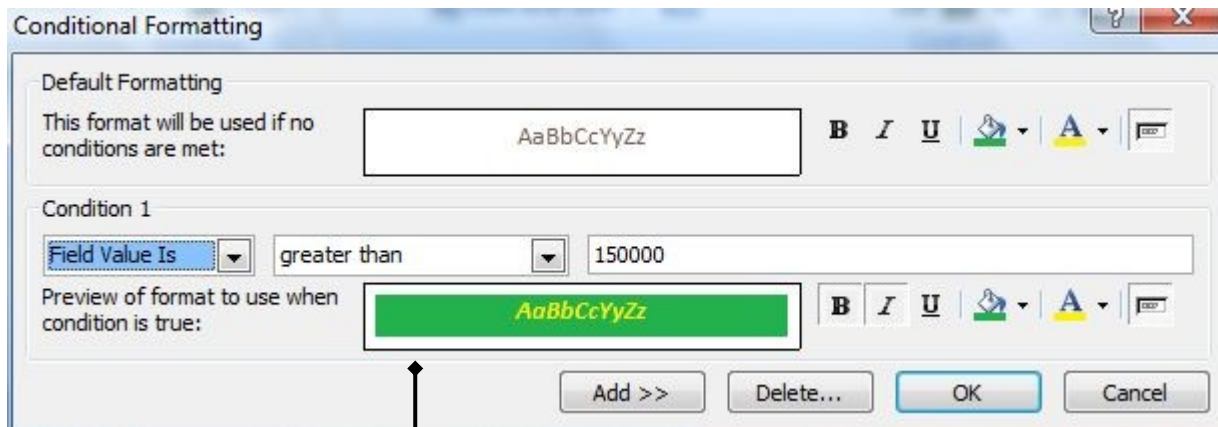 Conditional Formatting
Default Formatting
This format will be used if no
conditions are met:
AaBbCcYyZz
B I U A
Condition 1
Field Value Is greater than 150000
Preview of format to use when
condition is true:
AaBbCcYyZz
B I U A
Add >> Delete... OK Cancel